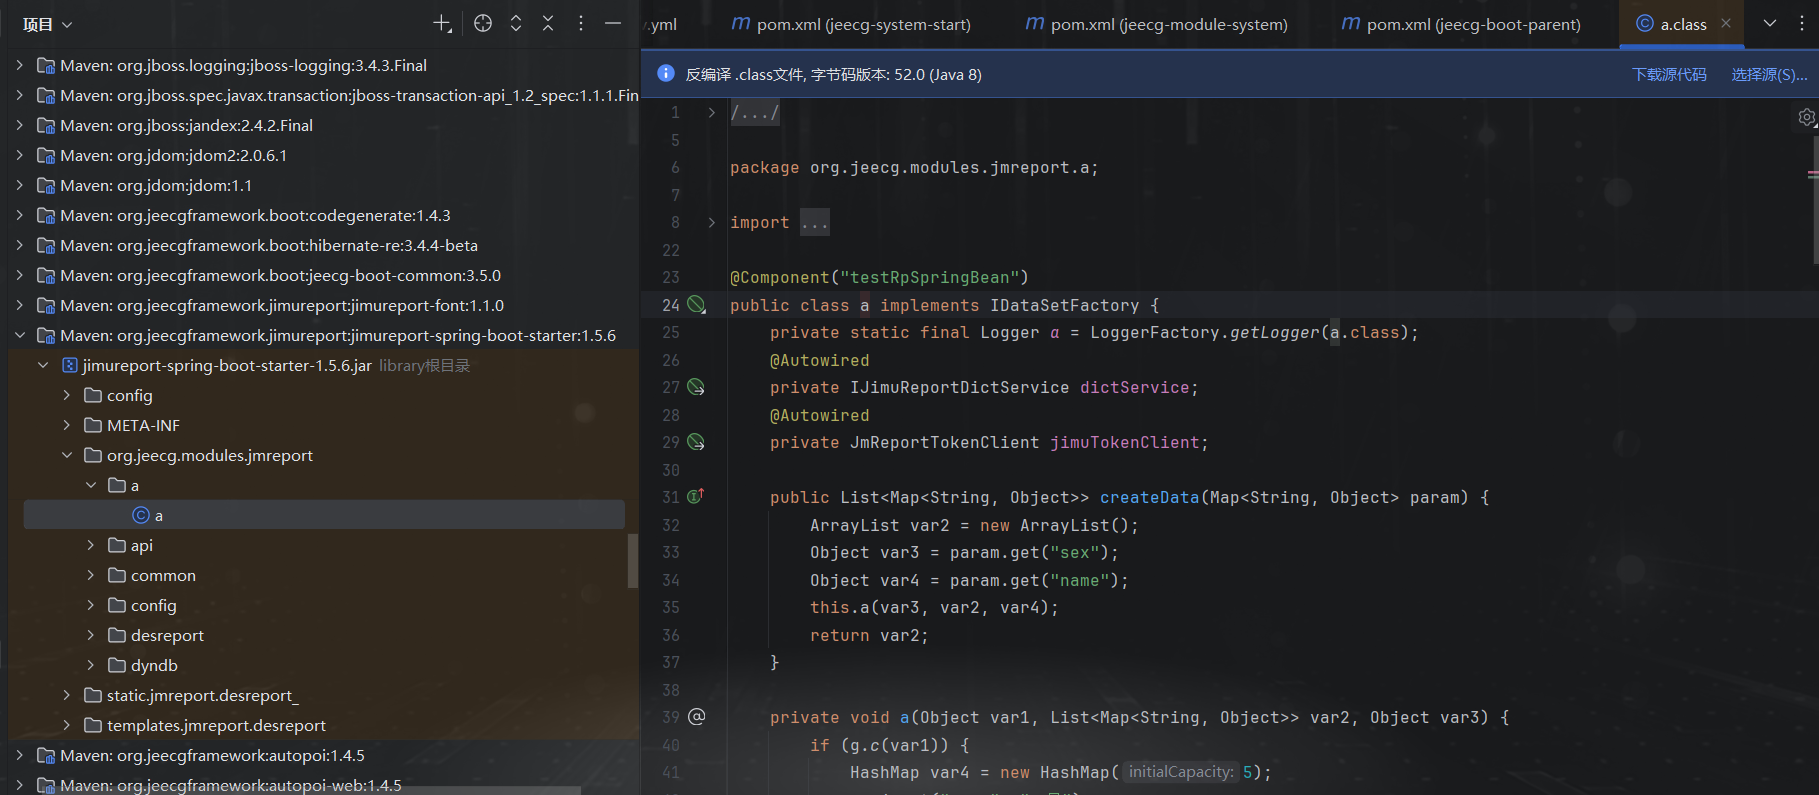 项目
Maven: org.jboss.logging:jboss-logging:3.4.3.Final
Maven: org.jboss.spec.javax.transaction:jboss-transaction-api_1.2_spec:1.1.1.Fin
Maven: org.jboss:jandex:2.4.2.Final
Maven: org.jdom:jdom2:2.0.6.1
Maven: org.jdom:jdom:1.1
Maven: org.jeecgframework.boot:codegenerate:1.4.3
Maven: org.jeecgframework.boot:hibernate-re:3.4.4-beta
Maven: org.jeecgframework.boot:jeecg-boot-common:3.5.0
Maven: org.jeecgframework.jimureport:jimureport-font:1.1.0
Maven: org.jeecgframework.jimureport:jimureport-spring-boot-starter:1.5.6
jimureport-spring-boot-starter-1.5.6.jar library根目录
config
META-INF
org.jeecg.modules.jmreport
a
a
api
common
config
desreport
dyndb
static.jmreport.desreport_
templates.jmreport.desreport
Maven: org.jeecgframework:autopoi:1.4.5
Maven: org.jeecgframework:autopoi-web:1.4.5
.yml
pom.xml (jeecg-system-start)
pom.xml (jeecg-module-system)
pom.xml (jeecg-boot-parent)
a.class
反编译 .class文件, 字节码版本: 52.0 (Java 8)
下载源代码 选择源(S)...
1 /.../
5
6 package org.jeecg.modules.jmreport.a;
7
8 import ...
22
23 @Component("testRpSpringBean")
24 public class a implements IDataSetFactory {
25 private static final Logger a = LoggerFactory.getLogger(a.class);
26 @Autowired
27 private IJimuReportDictService dictService;
28 @Autowired
29 private JmReportTokenClient jimuTokenClient;
30
31 public List<Map<String, Object>> createData(Map<String, Object> param) {
32 ArrayList var2 = new ArrayList();
33 Object var3 = param.get("sex");
34 Object var4 = param.get("name");
35 this.a(var3, var2, var4);
36 return var2;
37 }
38
39 private void a(Object var1, List<Map<String, Object>> var2, Object var3) {
40 if (g.c(var1)) {
41 HashMap var4 = new HashMap( initialCapacity: 5);